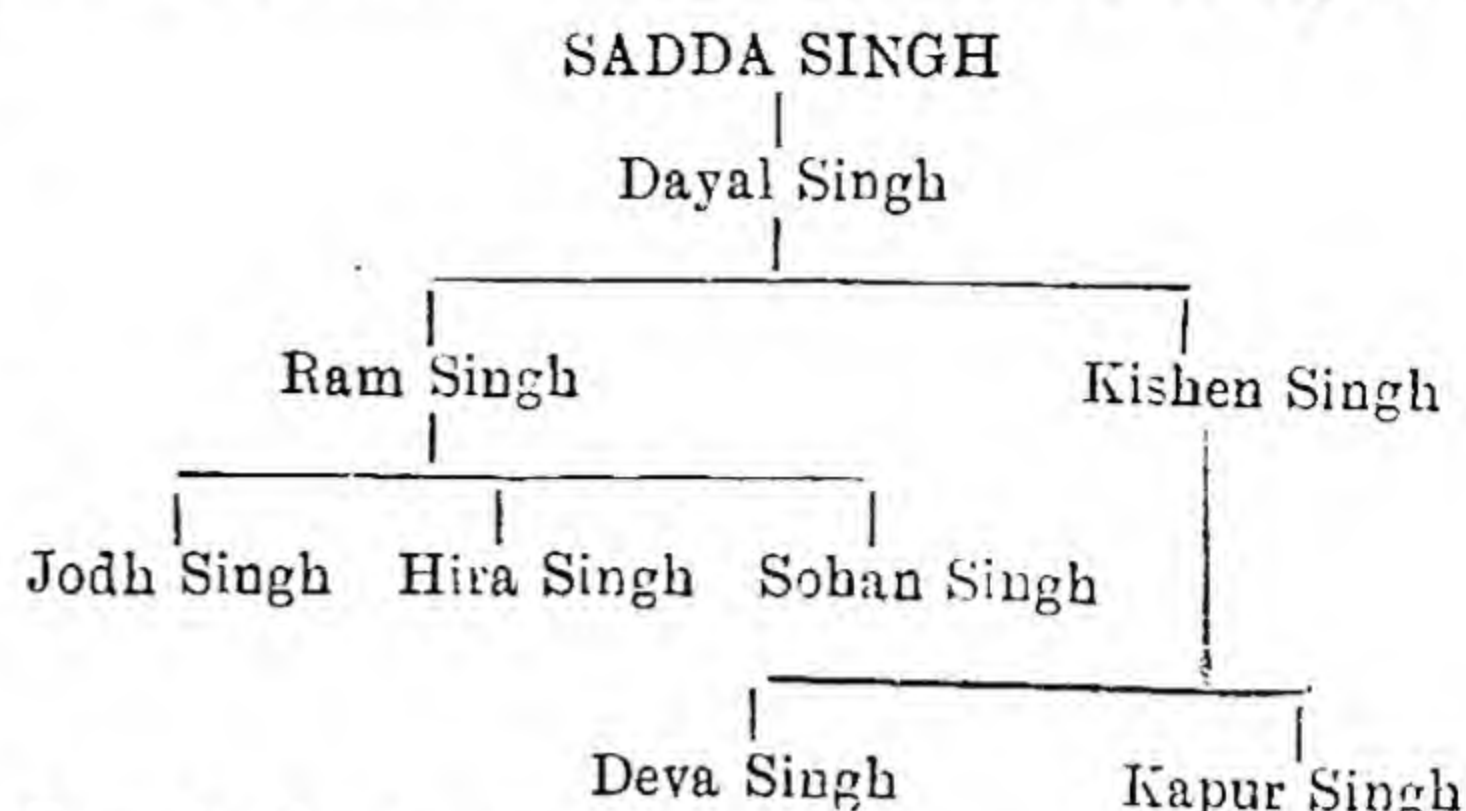 SADDA SINGH
Dayal Singh
Ram Singh Kishen Singh
Jodh Singh Hira Singh Sohan Singh
Deva Singh Kapur Singh